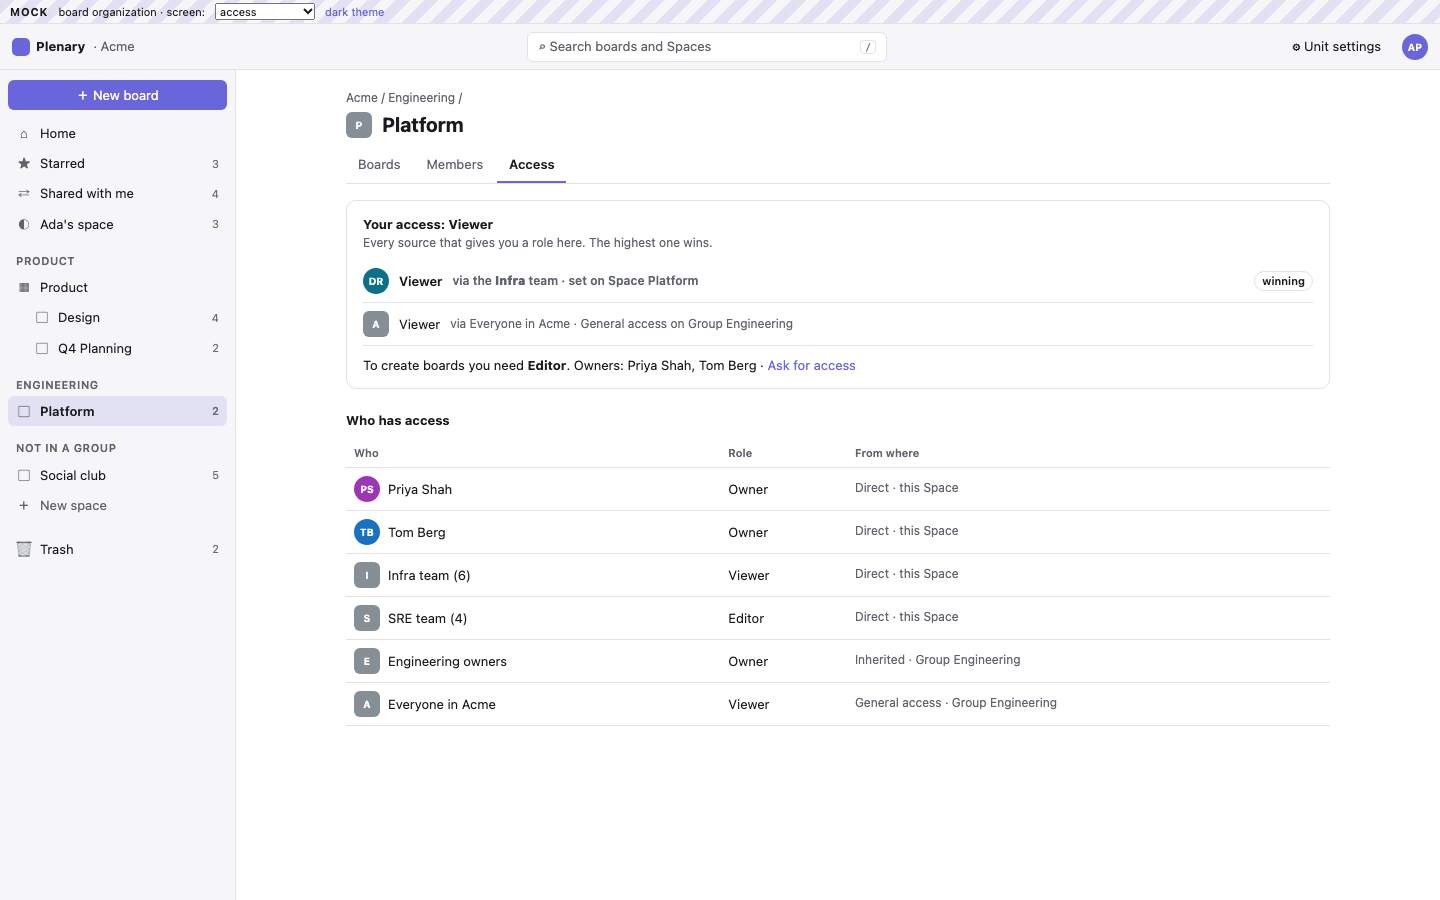 MOCK board organization · screen: access dark theme
Plenary · Acme
Search boards and Spaces /
Unit settings
AP
+ New board
Home
Starred 3
Shared with me 4
Ada's space 3
PRODUCT
Product
Design 4
Q4 Planning 2
ENGINEERING
Platform 2
NOT IN A GROUP
Social club 5
+ New space
Trash 2
Acme / Engineering /
P Platform
Boards Members Access
Your access: Viewer
Every source that gives you a role here. The highest one wins.
DR Viewer via the Infra team · set on Space Platform winning
A Viewer via Everyone in Acme · General access on Group Engineering
To create boards you need Editor. Owners: Priya Shah, Tom Berg · Ask for access
Who has access
Who Role From where
PS Priya Shah Owner Direct · this Space
TB Tom Berg Owner Direct · this Space
I Infra team (6) Viewer Direct · this Space
S SRE team (4) Editor Direct · this Space
E Engineering owners Owner Inherited · Group Engineering
A Everyone in Acme Viewer General access · Group Engineering